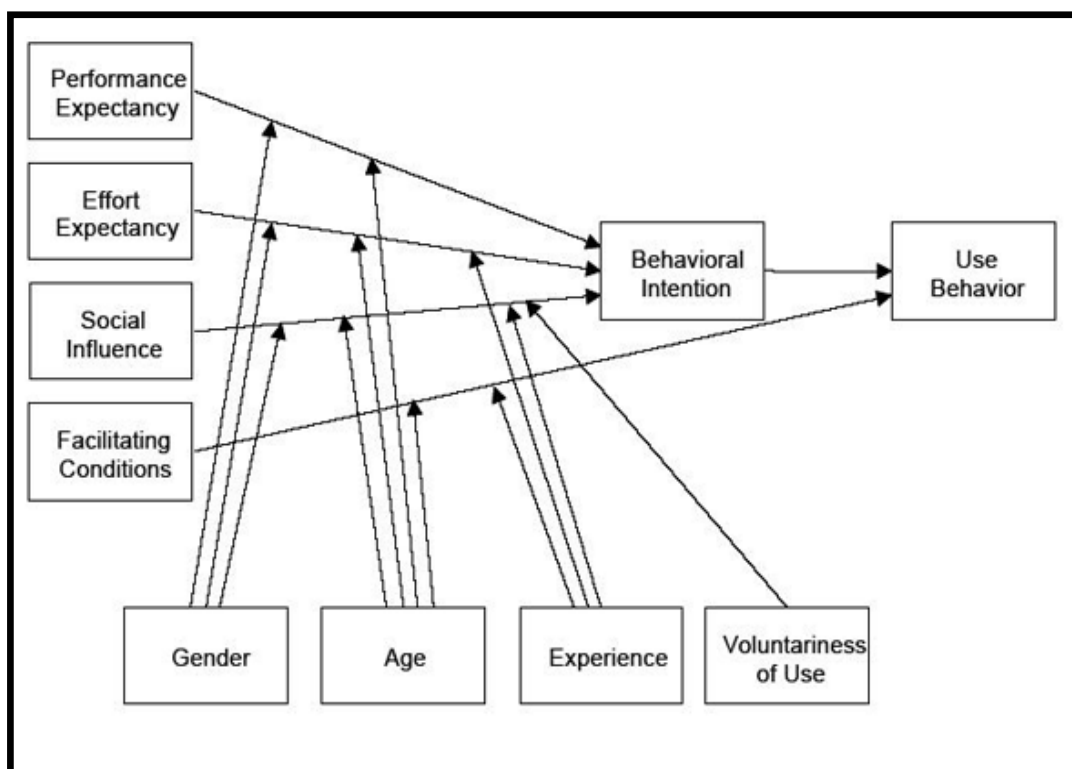 Performance
Expectancy
Effort
Expectancy
Social
Influence
Facilitating
Conditions
Behavioral
Intention
Use
Behavior
Gender
Age
Experience
Voluntariness
of Use